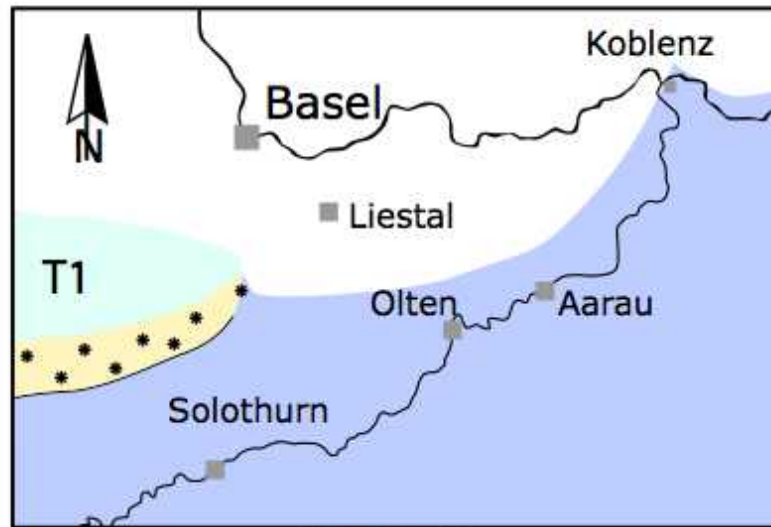 Koblenz
Basel
N
Liestal
T1
Olten
Aarau
Solothurn